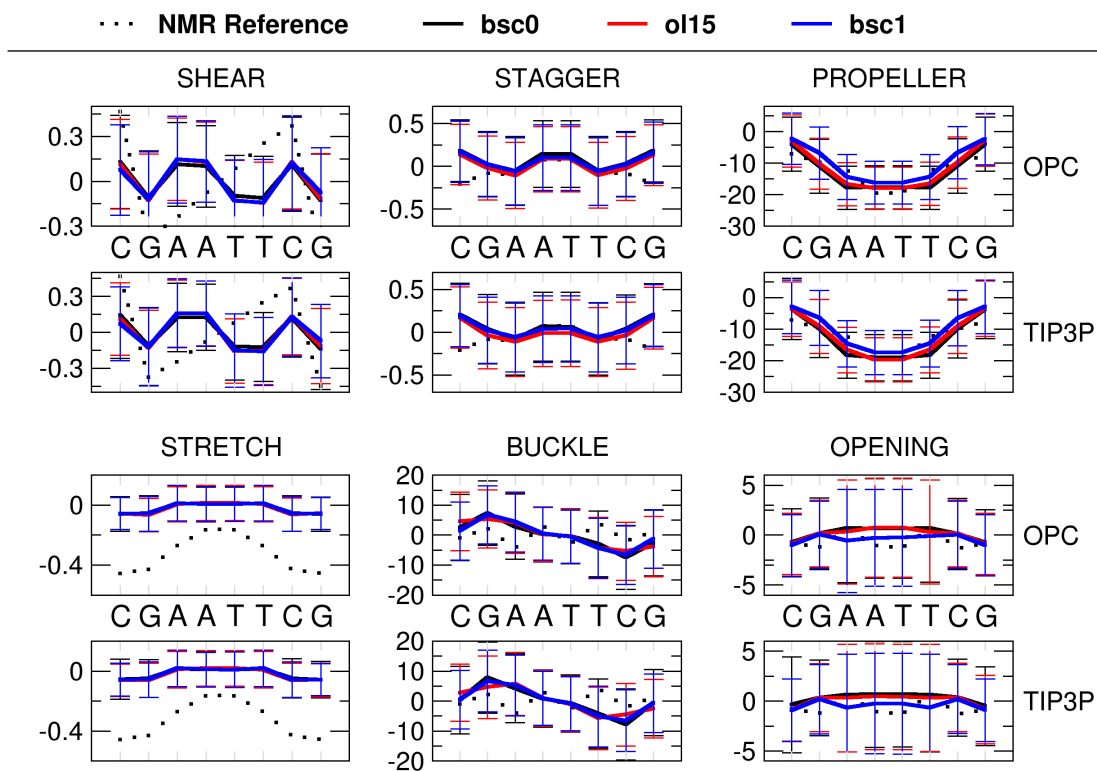 NMR Reference bsc0 ol15 bsc1
SHEAR STAGGER PROPELLER
0.3 0.5 0
0 0 -10 OPC
-20
-0.3 -0.5 -30
C G A A T T C G C G A A T T C G C G A A T T C G
0.3 0.5 0
0 0 -10 TIP3P
-0.3 -0.5 -20
-30
STRETCH BUCKLE OPENING
0 20 5
10
0 0 OPC
-0.4 -10
-20 -5
C G A A T T C G C G A A T T C G C G A A T T C G
0 20 5
10
0 0 TIP3P
-0.4 -10
-20 -5